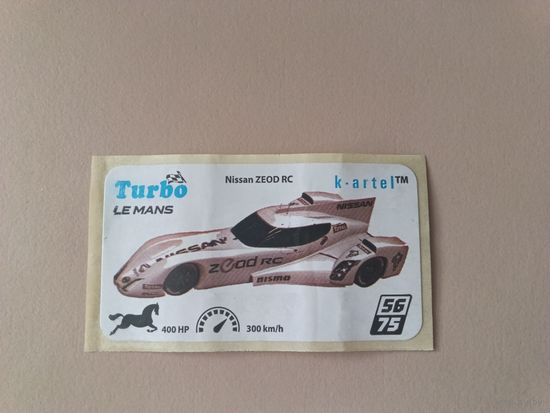 Turbo
LE MANS
Nissan ZEOD RC
k-artel™
NISSAN
NISSAN
ZEOD RC
nismo
400 HP
300 km/h
56
75